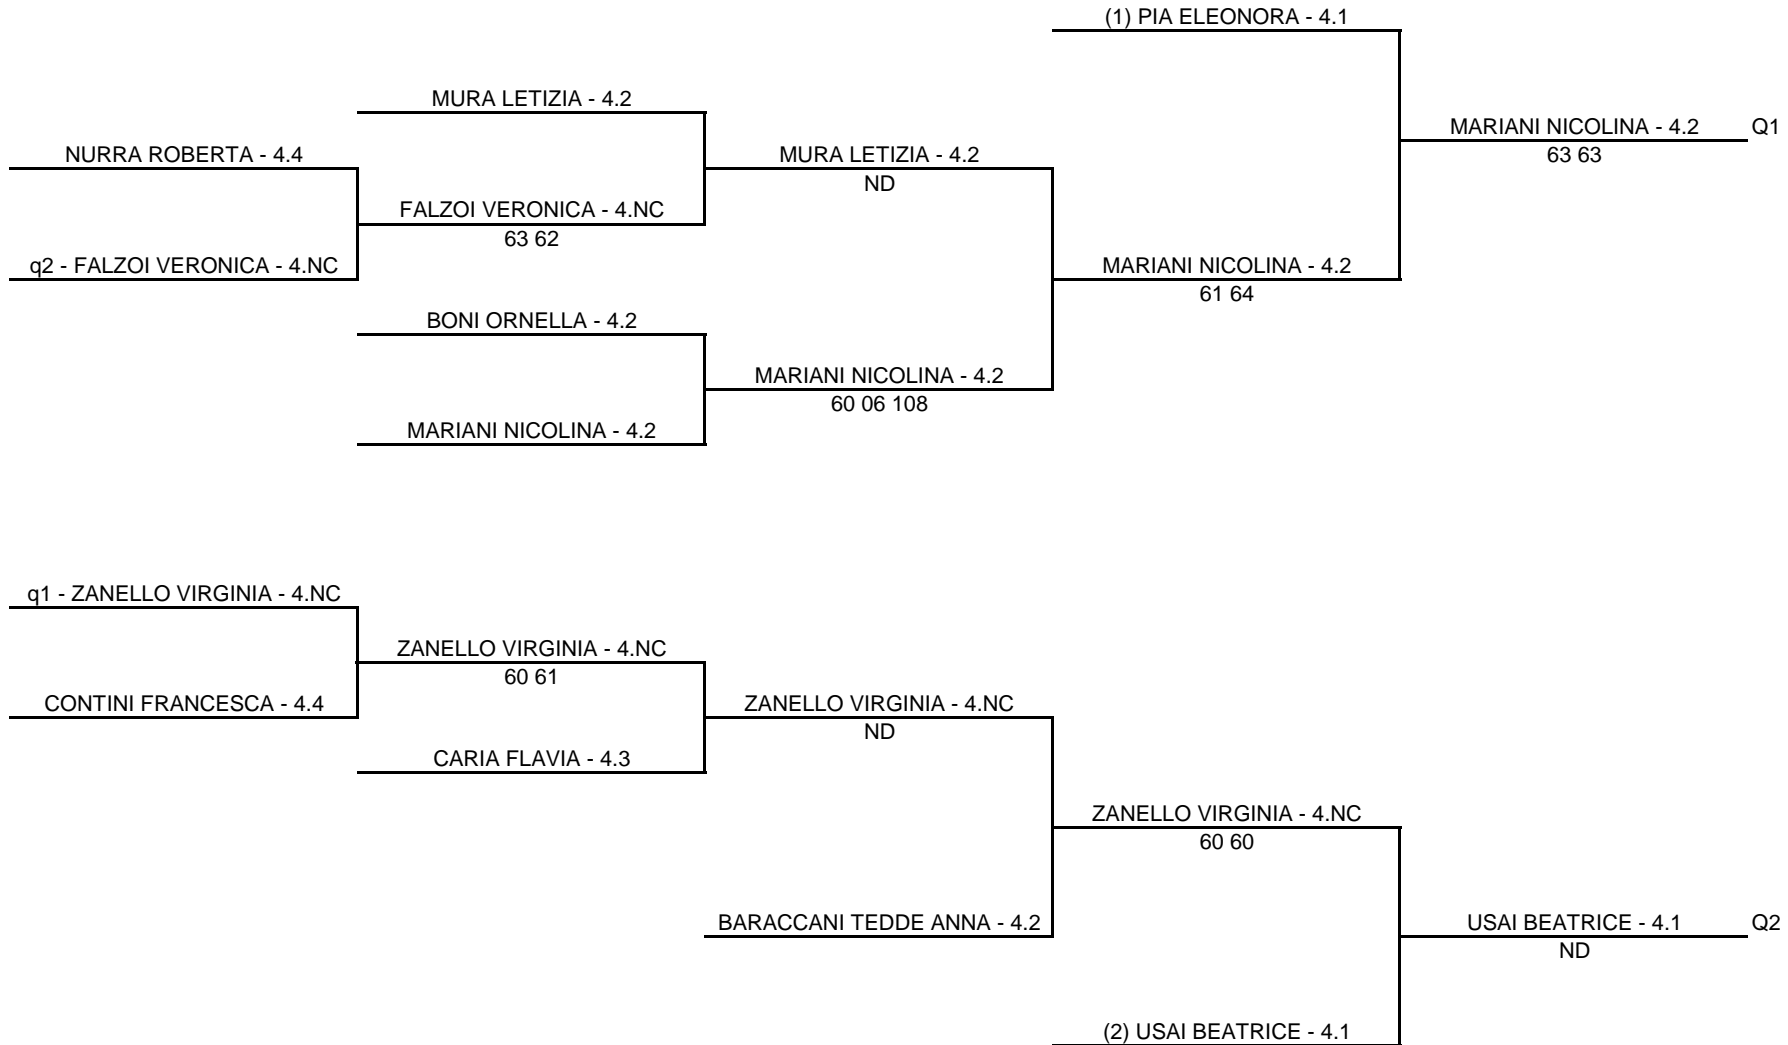 (1) PIA ELEONORA - 4.1
MURA LETIZIA - 4.2
MARIANI NICOLINA - 4.2 Q1
63 63
NURRA ROBERTA - 4.4
MURA LETIZIA - 4.2
ND
FALZOI VERONICA - 4.NC
63 62
q2 - FALZOI VERONICA - 4.NC
MARIANI NICOLINA - 4.2
61 64
BONI ORNELLA - 4.2
MARIANI NICOLINA - 4.2
60 06 108
MARIANI NICOLINA - 4.2
q1 - ZANELLO VIRGINIA - 4.NC
ZANELLO VIRGINIA - 4.NC
60 61
CONTINI FRANCESCA - 4.4
ZANELLO VIRGINIA - 4.NC
ND
CARIA FLAVIA - 4.3
ZANELLO VIRGINIA - 4.NC
60 60
BARACCANI TEDDE ANNA - 4.2
USAI BEATRICE - 4.1 Q2
ND
(2) USAI BEATRICE - 4.1